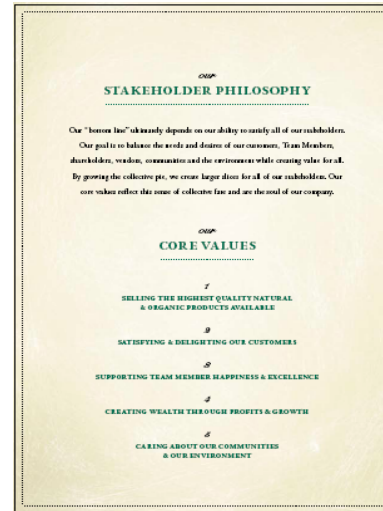 our
STAKEHOLDER PHILOSOPHY
Our "bottom line" ultimately depends on our ability to satisfy all of our stakeholders.
Our goal is to balance the needs and desires of our customers, Team Members,
shareholders, vendors, communities and the environment while creating value for all.
By growing the collective pie, we create larger slices for all of our stakeholders. Our
core values reflect this sense of collective fate and are the soul of our company.
our
CORE VALUES
1
SELLING THE HIGHEST QUALITY NATURAL
& ORGANIC PRODUCTS AVAILABLE
2
SATISFYING & DELIGHTING OUR CUSTOMERS
3
SUPPORTING TEAM MEMBER HAPPINESS & EXCELLENCE
4
CREATING WEALTH THROUGH PROFITS & GROWTH
5
CARING ABOUT OUR COMMUNITIES
& OUR ENVIRONMENT